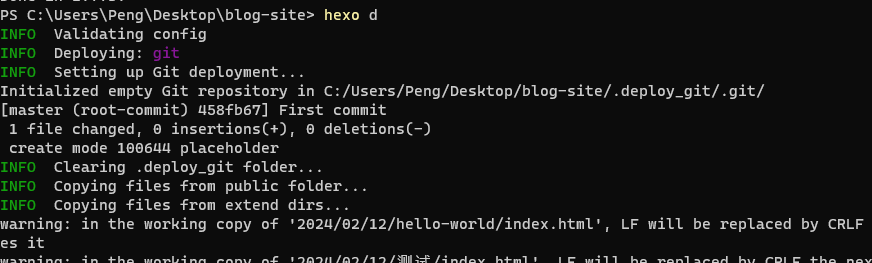 PS C:\Users\Peng\Desktop\blog-site> hexo d
INFO  Validating config
INFO  Deploying: git
INFO  Setting up Git deployment...
Initialized empty Git repository in C:/Users/Peng/Desktop/blog-site/.deploy_git/.git/
[master (root-commit) 458fb67] First commit
 1 file changed, 0 insertions(+), 0 deletions(-)
 create mode 100644 placeholder
INFO  Clearing .deploy_git folder...
INFO  Copying files from public folder...
INFO  Copying files from extend dirs...
warning: in the working copy of '2024/02/12/hello-world/index.html', LF will be replaced by CRLF
es it
warning: in the working copy of '2024/02/12/测试/index.html', LF will be replaced by CRLF the nex